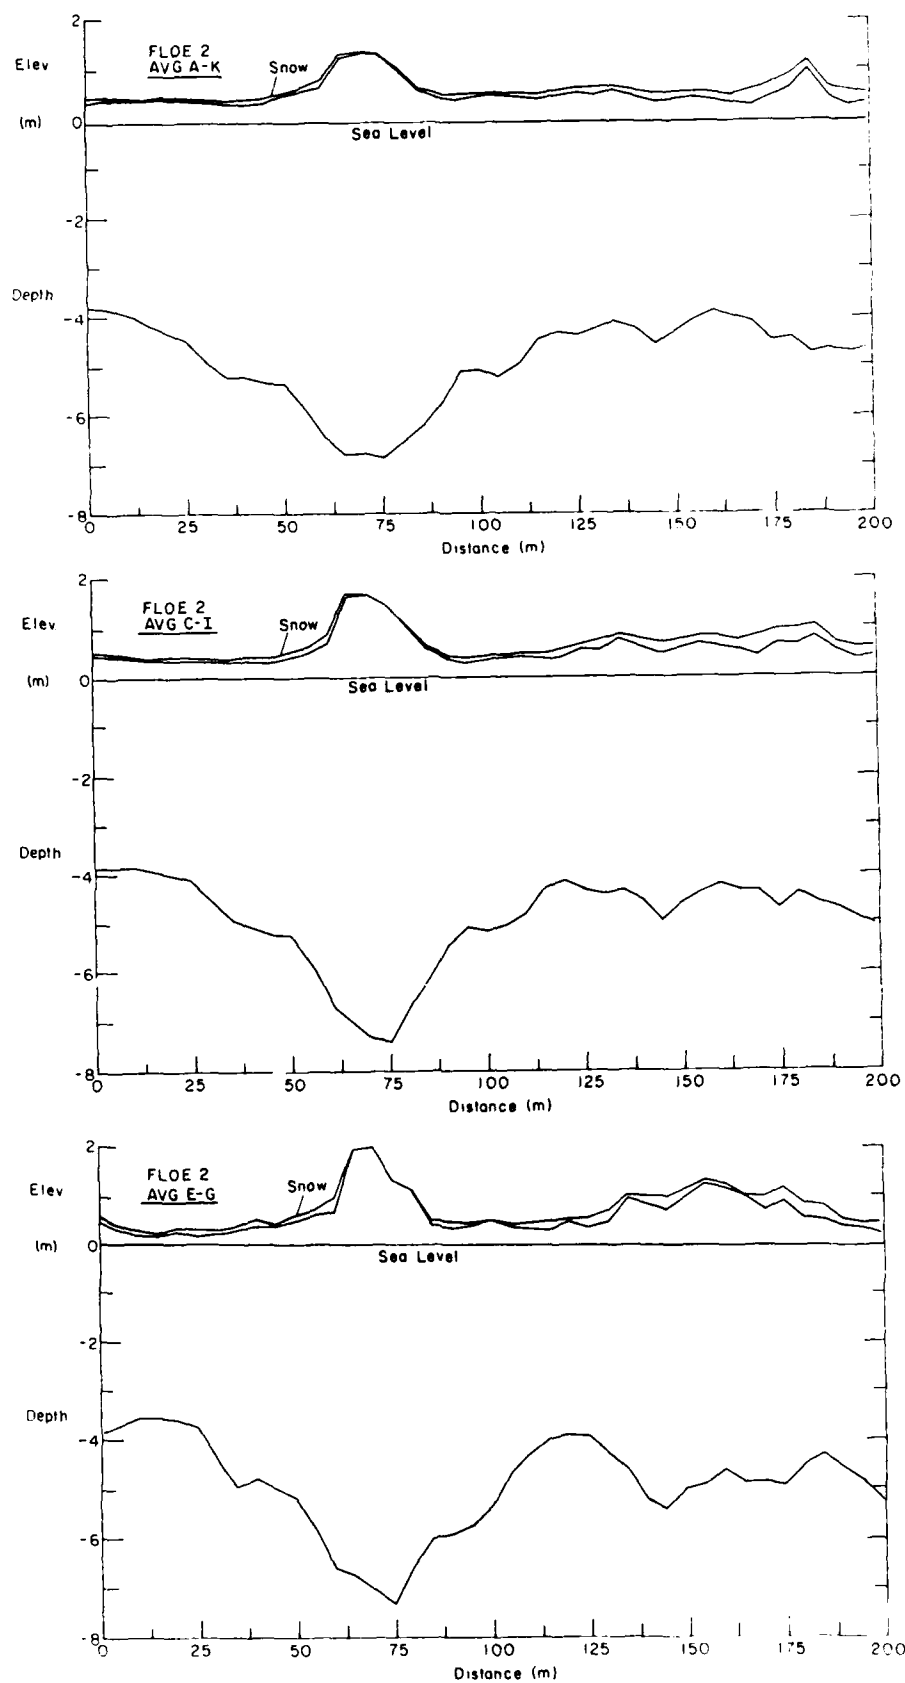 2
FLOE 2
Elev
AVG A-K
Snow
(m)
0
Sea Level
-2
Depth
-4
-6
-8
0 25 50 75 100 125 150 175 200
Distance (m)
2
FLOE 2
Elev
AVG C-I
Snow
(m)
0
Sea Level
-2
Depth
-4
-6
-8
0 25 50 75 100 125 150 175 200
Distance (m)
2
FLOE 2
Elev
AVG E-G
Snow
(m)
0
Sea Level
-2
Depth
-4
-6
-8
0 25 50 75 100 125 150 175 200
Distance (m)